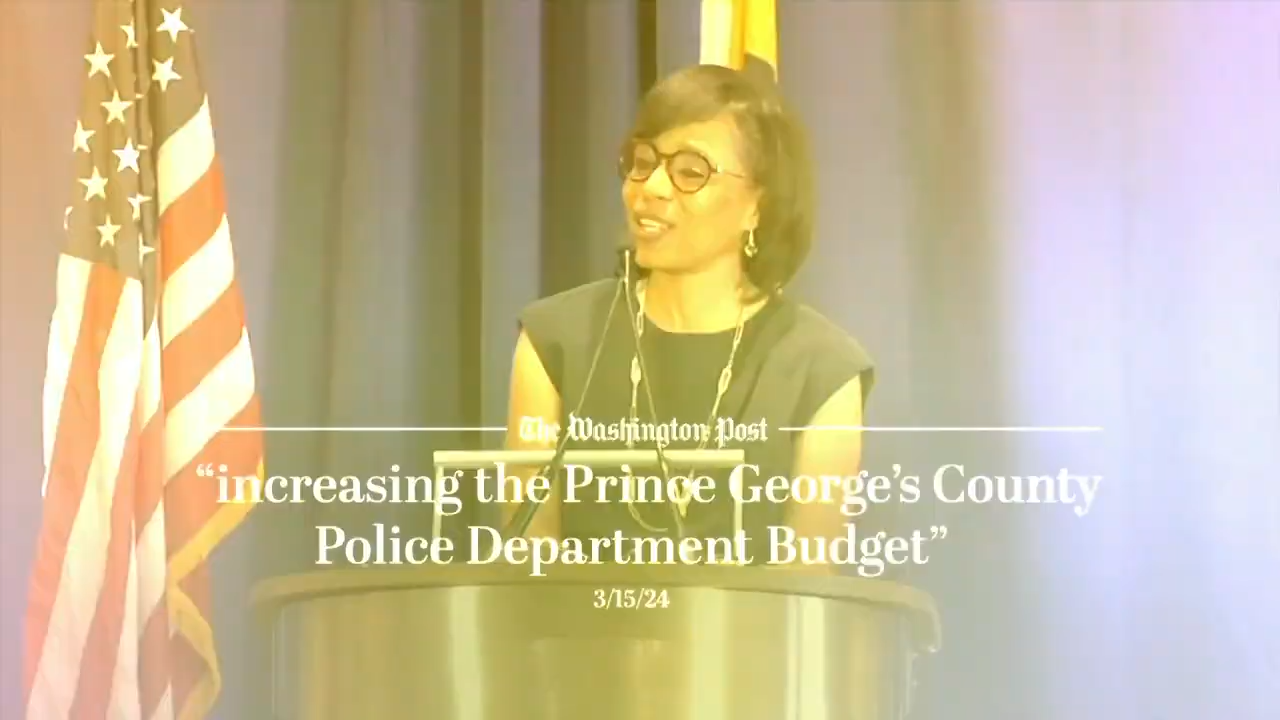 The Washington Post
“increasing the Prince George’s County
Police Department Budget”
3/15/24